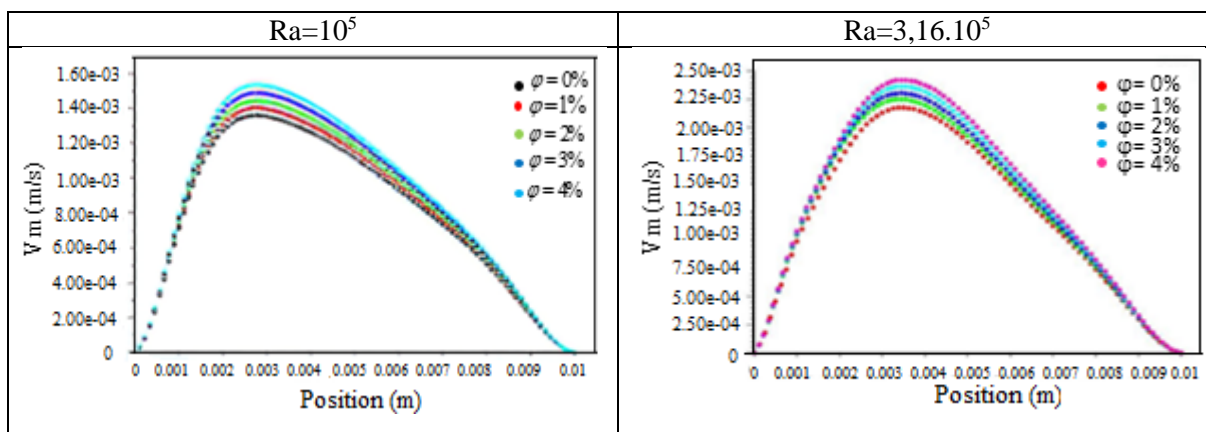 Ra=10⁵
1.60e-03
1.40e-03
1.20e-03
1.00e-03
8.00e-04
6.00e-04
4.00e-04
2.00e-04
0
V m (m/s)
φ = 0%
φ = 1%
φ = 2%
φ = 3%
φ = 4%
0 0.001 0.002 0.003 0.004 .0.005 0.006 0.007 0.008 0.009 0.01
Position (m)
Ra=3,16.10⁵
2.50e-03
2.25e-03
2.00e-03
1.75e-03
1.50e-03
1.25e-03
1.00e-03
7.50e-04
5.00e-04
2.50e-04
0
V m (m/s)
φ= 0%
φ= 1%
φ= 2%
φ= 3%
φ= 4%
0 0.001 0.002 0.003 0.004 0.005 0.006 0.007 0.008 0.009 0.01
Position (m)